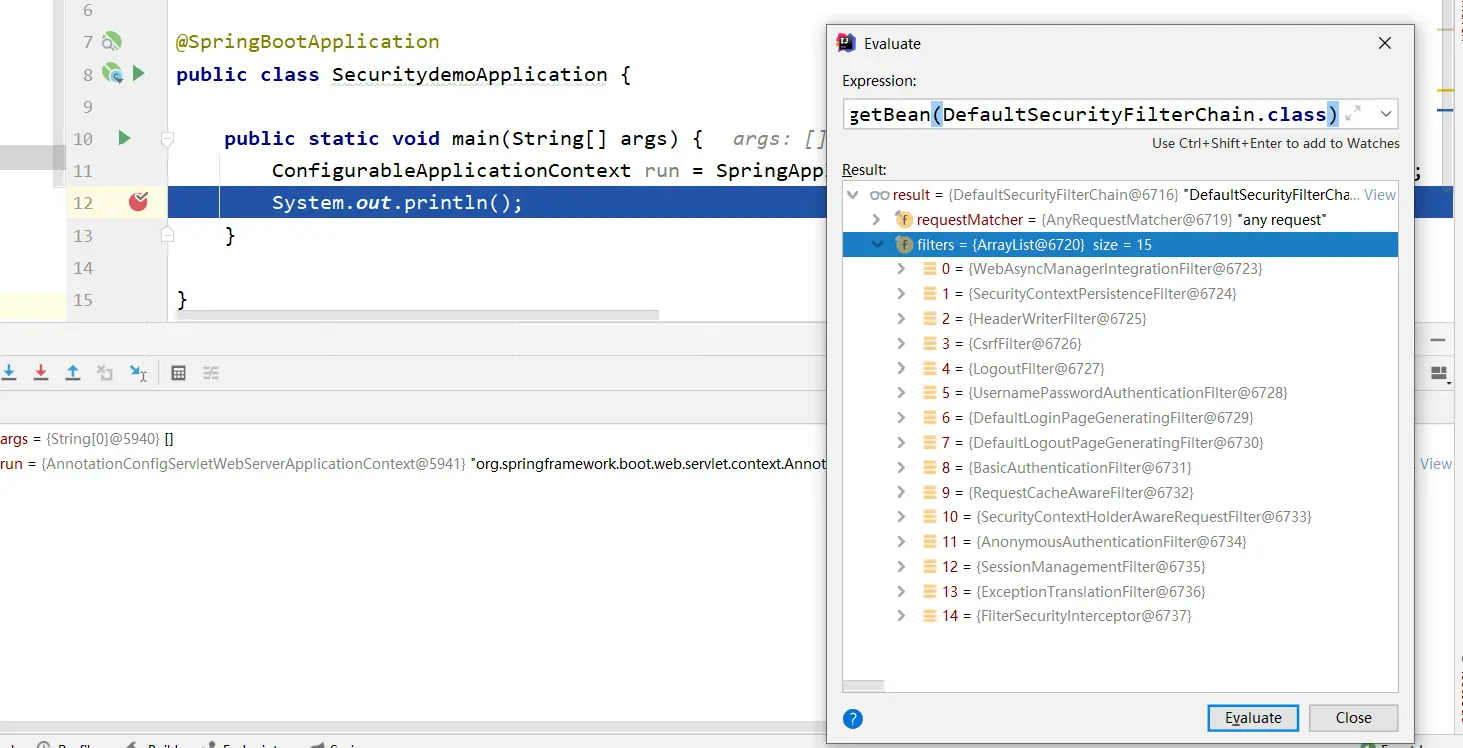 6
7 @SpringBootApplication
8 public class SecuritydemoApplication {
9
10 public static void main(String[] args) { args: []
11 ConfigurableApplicationContext run = SpringAppl ;
12 System.out.println();
13 }
14
15 }
args = {String[0]@5940} []
run = {AnnotationConfigServletWebServerApplicationContext@5941} "org.springframework.boot.web.servlet.context.Annot View
Evaluate
Expression:
getBean(DefaultSecurityFilterChain.class)
Use Ctrl+Shift+Enter to add to Watches
Result:
result = {DefaultSecurityFilterChain@6716} "DefaultSecurityFilterCha... View
requestMatcher = {AnyRequestMatcher@6719} "any request"
filters = {ArrayList@6720} size = 15
0 = {WebAsyncManagerIntegrationFilter@6723}
1 = {SecurityContextPersistenceFilter@6724}
2 = {HeaderWriterFilter@6725}
3 = {CsrfFilter@6726}
4 = {LogoutFilter@6727}
5 = {UsernamePasswordAuthenticationFilter@6728}
6 = {DefaultLoginPageGeneratingFilter@6729}
7 = {DefaultLogoutPageGeneratingFilter@6730}
8 = {BasicAuthenticationFilter@6731}
9 = {RequestCacheAwareFilter@6732}
10 = {SecurityContextHolderAwareRequestFilter@6733}
11 = {AnonymousAuthenticationFilter@6734}
12 = {SessionManagementFilter@6735}
13 = {ExceptionTranslationFilter@6736}
14 = {FilterSecurityInterceptor@6737}
Evaluate Close